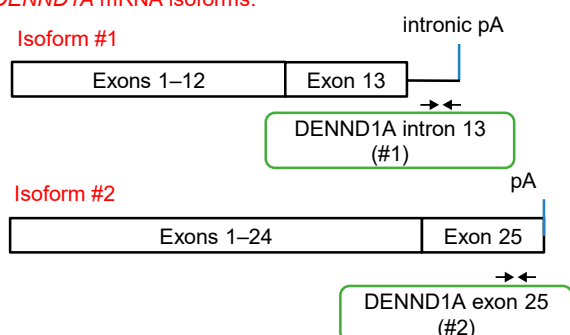 DENND1A mRNA isoforms:
Isoform #1
intronic pA
Exons 1–12
Exon 13
DENND1A intron 13
(#1)
Isoform #2
pA
Exons 1–24
Exon 25
DENND1A exon 25
(#2)